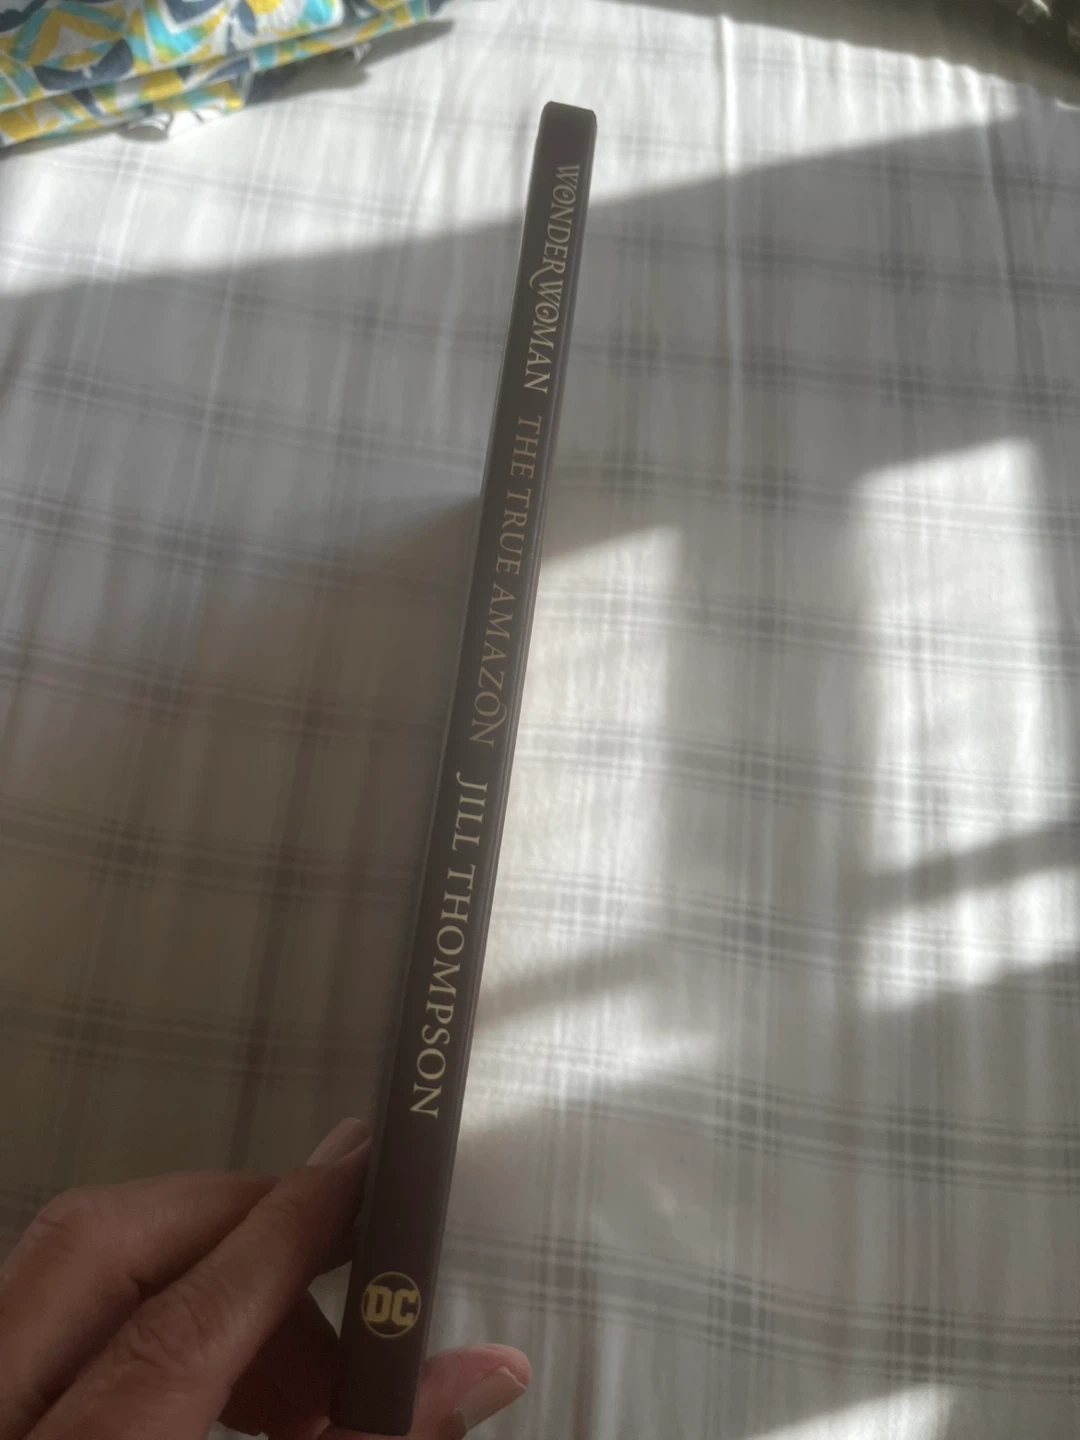 WONDER WOMAN THE TRUE AMAZON JILL THOMPSON
DC